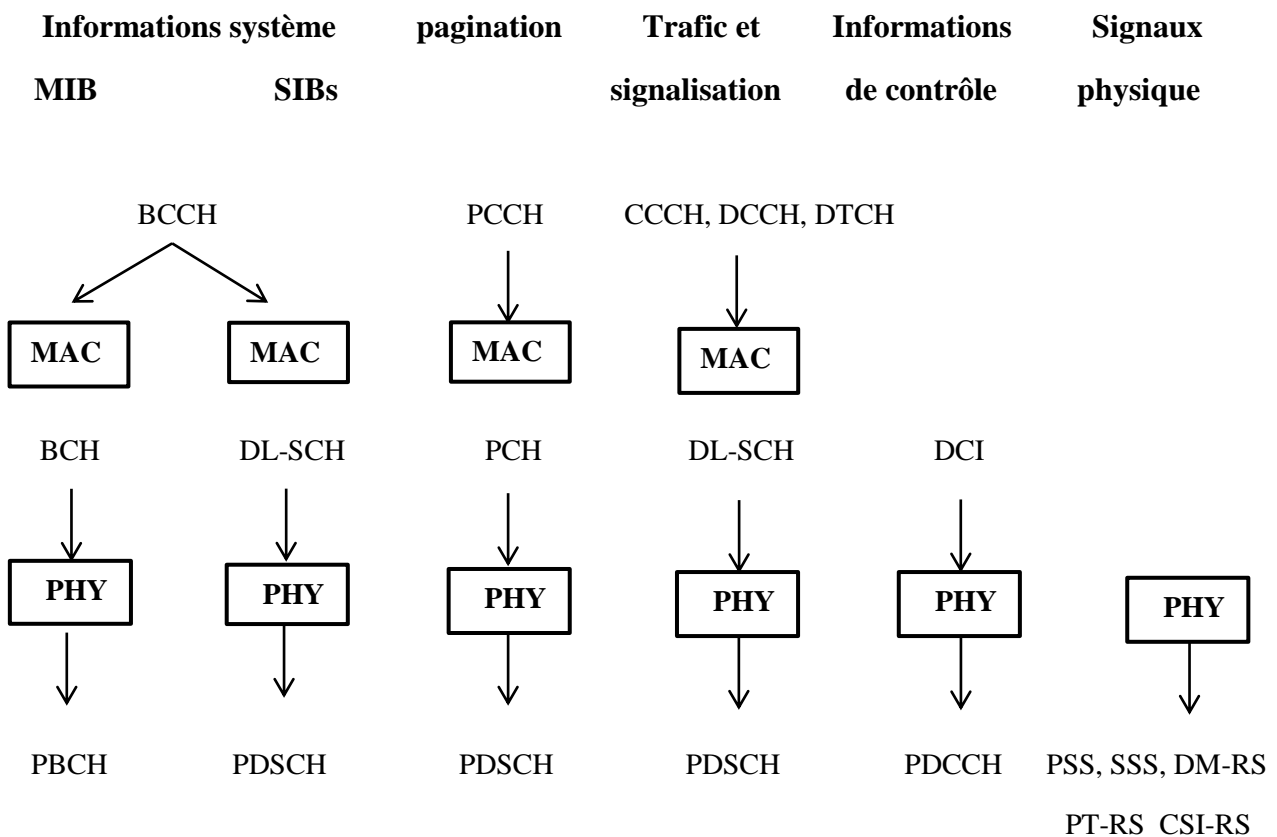 Informations système pagination Trafic et Informations Signaux
MIB SIBs signalisation de contrôle physique
BCCH PCCH CCCH, DCCH, DTCH
MAC MAC MAC MAC
BCH DL-SCH PCH DL-SCH DCI
PHY PHY PHY PHY PHY PHY
PBCH PDSCH PDSCH PDSCH PDCCH PSS, SSS, DM-RS
PT-RS CSI-RS